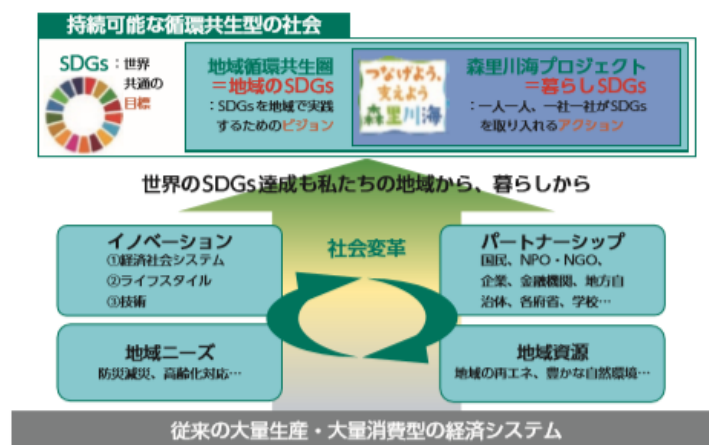 持続可能な循環共生型の社会
SDGs：世界
共通の
目標
地域循環共生圏
＝地域のSDGs
：SDGsを地域で実践
するためのビジョン
つなげよう、
支えよう
森里川海
森里川海プロジェクト
＝暮らしSDGs
：一人一人、一社一社がSDGs
を取り入れるアクション
世界のSDGs達成も私たちの地域から、暮らしから
イノベーション
①経済社会システム
②ライフスタイル
③技術
社会変革
パートナーシップ
国民、NPO・NGO、
企業、金融機関、地方自
治体、各府省、学校…
地域ニーズ
防災減災、高齢化対応…
地域資源
地域の再エネ、豊かな自然環境…
従来の大量生産・大量消費型の経済システム